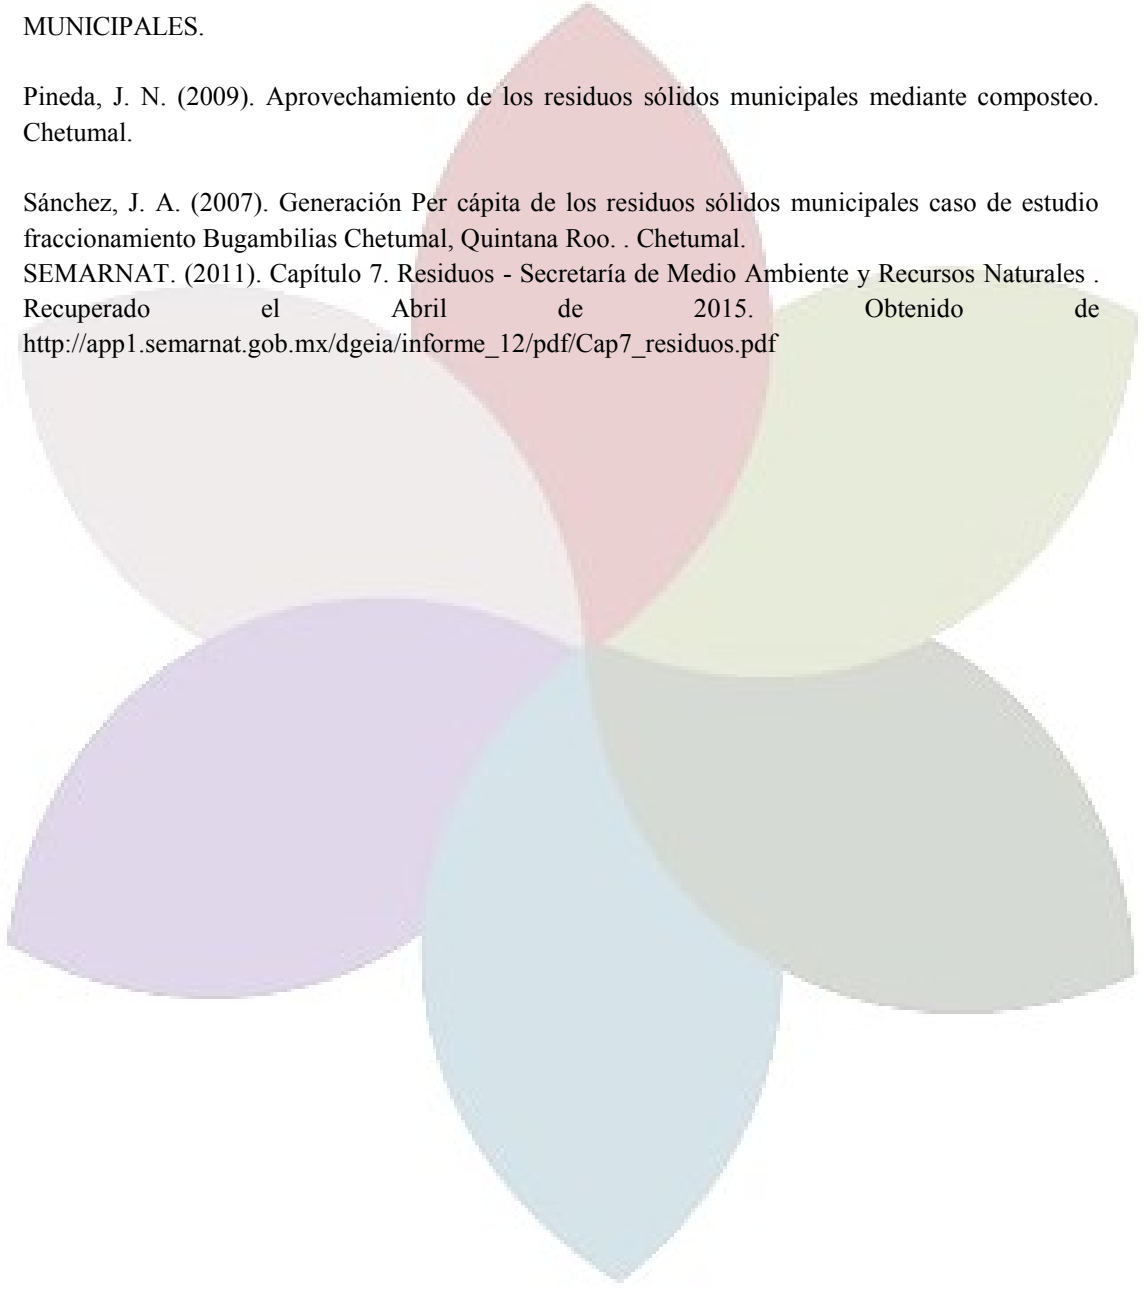 MUNICIPALES.
Pineda, J. N. (2009). Aprovechamiento de los residuos sólidos municipales mediante composteo.
Chetumal.
Sánchez, J. A. (2007). Generación Per cápita de los residuos sólidos municipales caso de estudio
fraccionamiento Bugambilias Chetumal, Quintana Roo. . Chetumal.
SEMARNAT. (2011). Capítulo 7. Residuos - Secretaría de Medio Ambiente y Recursos Naturales .
Recuperado el Abril de 2015. Obtenido de
http://app1.semarnat.gob.mx/dgeia/informe_12/pdf/Cap7_residuos.pdf